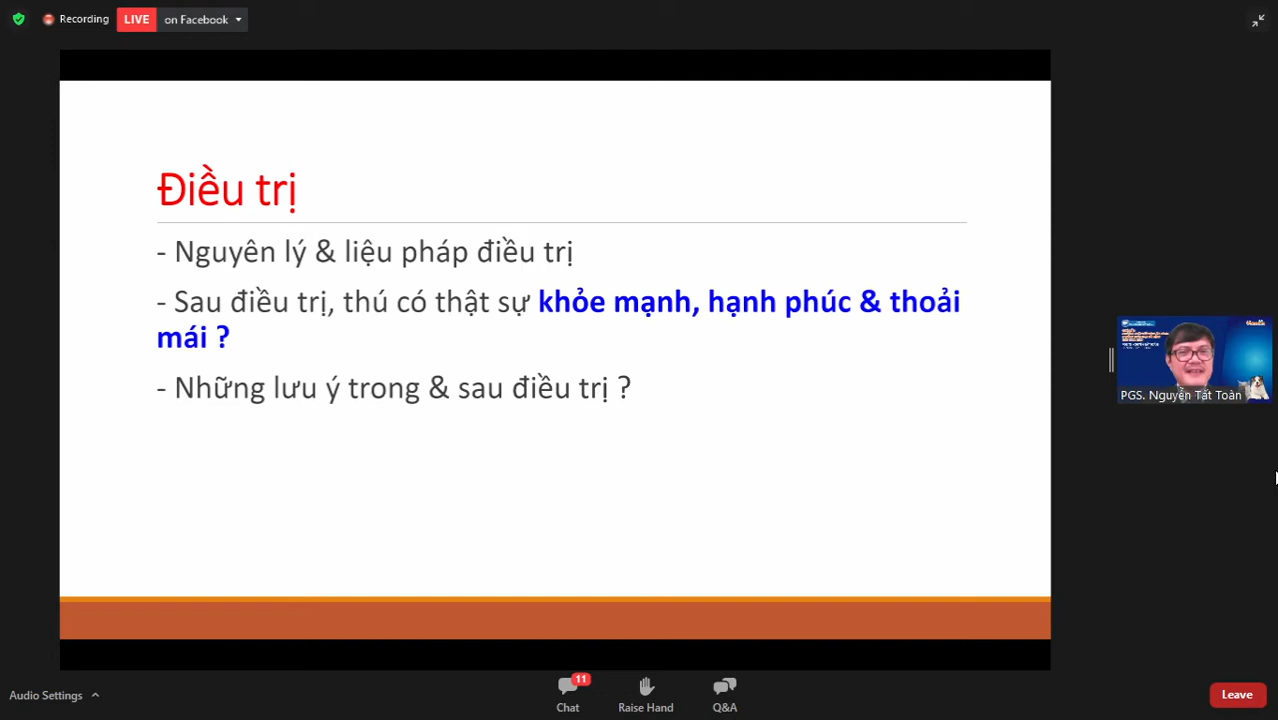 Recording
LIVE on Facebook
Điều trị
- Nguyên lý & liệu pháp điều trị
- Sau điều trị, thú có thật sự khỏe mạnh, hạnh phúc & thoải
mái ?
- Những lưu ý trong & sau điều trị ?
PGS. Nguyễn Tất Toàn
Audio Settings
11
Chat
Raise Hand
Q&A
Leave